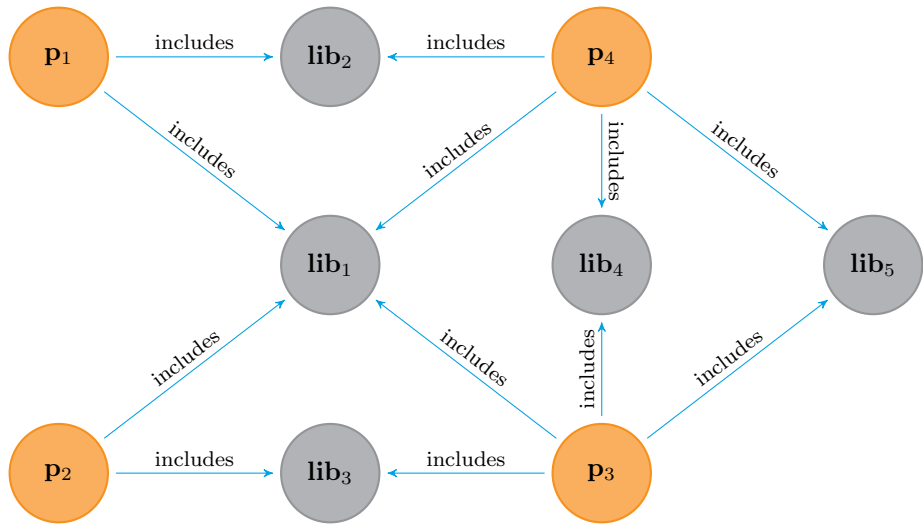 p₁ includes lib₂ includes p₄
includes includes includes includes
lib₁ lib₄ lib₅
includes includes includes includes
p₂ includes lib₃ includes p₃